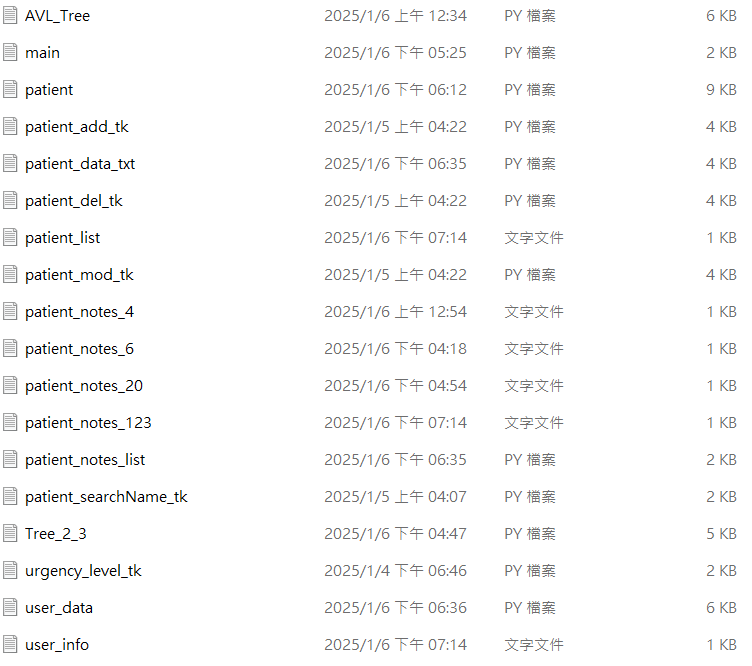 AVL_Tree 2025/1/6 上午 12:34 PY 檔案 6 KB
main 2025/1/6 下午 05:25 PY 檔案 2 KB
patient 2025/1/6 下午 06:12 PY 檔案 9 KB
patient_add_tk 2025/1/5 上午 04:22 PY 檔案 4 KB
patient_data_txt 2025/1/6 下午 06:35 PY 檔案 4 KB
patient_del_tk 2025/1/5 上午 04:22 PY 檔案 4 KB
patient_list 2025/1/6 下午 07:14 文字文件 1 KB
patient_mod_tk 2025/1/5 上午 04:22 PY 檔案 4 KB
patient_notes_4 2025/1/6 上午 12:54 文字文件 1 KB
patient_notes_6 2025/1/6 下午 04:18 文字文件 1 KB
patient_notes_20 2025/1/6 下午 04:54 文字文件 1 KB
patient_notes_123 2025/1/6 下午 07:14 文字文件 1 KB
patient_notes_list 2025/1/6 下午 06:35 PY 檔案 2 KB
patient_searchName_tk 2025/1/5 上午 04:07 PY 檔案 2 KB
Tree_2_3 2025/1/6 下午 04:47 PY 檔案 5 KB
urgency_level_tk 2025/1/4 下午 06:46 PY 檔案 2 KB
user_data 2025/1/6 下午 06:36 PY 檔案 6 KB
user_info 2025/1/6 下午 07:14 文字文件 1 KB